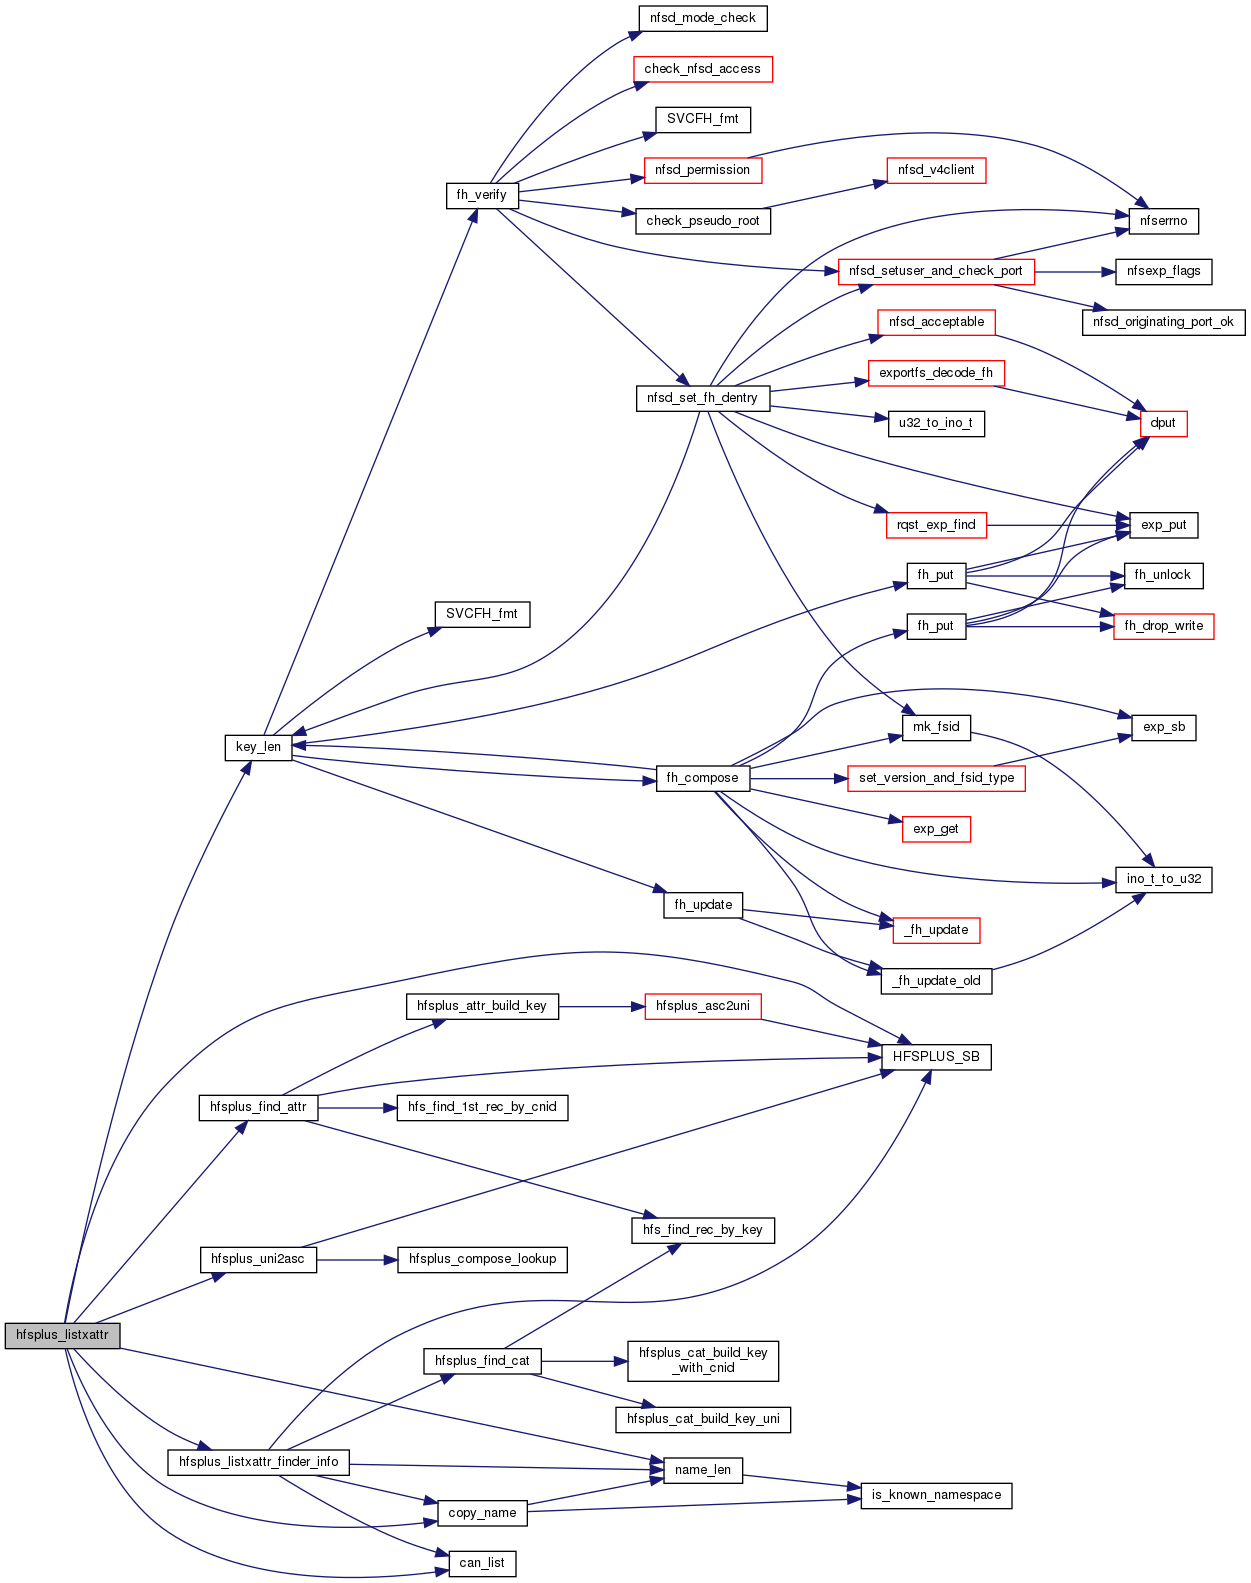 nfsd_mode_check
check_nfsd_access
SVCFH_fmt
nfsd_permission
nfsd_v4client
fh_verify
check_pseudo_root
nfserrno
nfsd_setuser_and_check_port
nfsexp_flags
nfsd_acceptable
nfsd_originating_port_ok
exportfs_decode_fh
nfsd_set_fh_dentry
u32_to_ino_t
dput
rqst_exp_find
exp_put
fh_put
fh_unlock
SVCFH_fmt
fh_put
fh_drop_write
mk_fsid
exp_sb
key_len
fh_compose
set_version_and_fsid_type
exp_get
ino_t_to_u32
fh_update
_fh_update
_fh_update_old
hfsplus_attr_build_key
hfsplus_asc2uni
HFSPLUS_SB
hfsplus_find_attr
hfs_find_1st_rec_by_cnid
hfs_find_rec_by_key
hfsplus_uni2asc
hfsplus_compose_lookup
hfsplus_listxattr
hfsplus_find_cat
hfsplus_cat_build_key
_with_cnid
hfsplus_cat_build_key_uni
hfsplus_listxattr_finder_info
name_len
is_known_namespace
copy_name
can_list